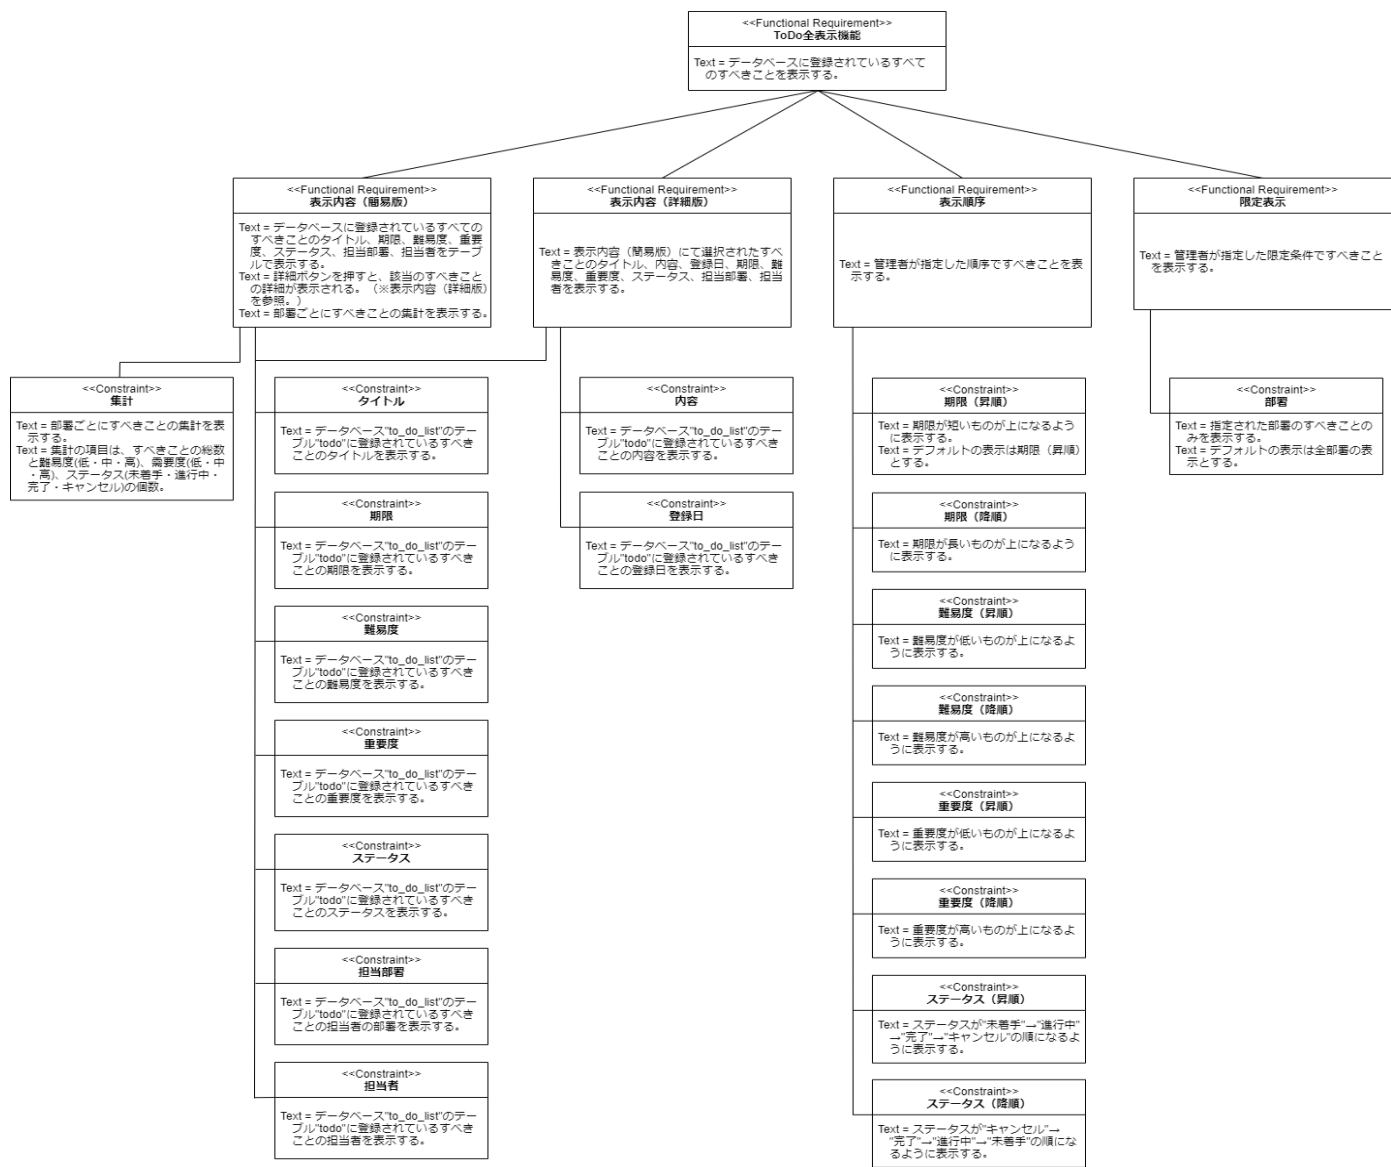 <<Functional Requirement>>
ToDo全表示機能
Text = データベースに登録されているすべて
のすべきことを表示する。
<<Functional Requirement>>
表示内容（簡易版）
Text = データベースに登録されているすべての
すべきことのタイトル、期限、難易度、重要
度、ステータス、担当部署、担当者をテーブ
ルで表示する。
Text = 詳細ボタンを押すと、該当のすべきこと
の詳細が表示される。（※表示内容（詳細版）
を参照。）
Text = 部署ごとにすべきことの集計を表示する。
<<Functional Requirement>>
表示内容（詳細版）
Text = 表示内容（簡易版）にて選択されたすべ
きことのタイトル、内容、登録日、期限、難
易度、重要度、ステータス、担当部署、担当
者を表示する。
<<Functional Requirement>>
表示順序
Text = 管理者が指定した順序ですべきことを表
示する。
<<Functional Requirement>>
限定表示
Text = 管理者が指定した限定条件ですべきこと
を表示する。
<<Constraint>>
集計
Text = 部署ごとにすべきことの集計を表
示する。
Text = 集計の項目は、すべきことの総数
と難易度(低・中・高)、需要度(低・中
・高)、ステータス(未着手・進行中・
完了・キャンセル)の個数。
<<Constraint>>
タイトル
Text = データベース"to_do_list"のテー
ブル"todo"に登録されているすべき
ことのタイトルを表示する。
<<Constraint>>
期限
Text = データベース"to_do_list"のテー
ブル"todo"に登録されているすべき
ことの期限を表示する。
<<Constraint>>
難易度
Text = データベース"to_do_list"のテー
ブル"todo"に登録されているすべき
ことの難易度を表示する。
<<Constraint>>
重要度
Text = データベース"to_do_list"のテー
ブル"todo"に登録されているすべき
ことの重要度を表示する。
<<Constraint>>
ステータス
Text = データベース"to_do_list"のテー
ブル"todo"に登録されているすべき
ことのステータスを表示する。
<<Constraint>>
担当部署
Text = データベース"to_do_list"のテー
ブル"todo"に登録されているすべき
ことの担当者の部署を表示する。
<<Constraint>>
担当者
Text = データベース"to_do_list"のテー
ブル"todo"に登録されているすべき
ことの担当者を表示する。
<<Constraint>>
内容
Text = データベース"to_do_list"のテー
ブル"todo"に登録されているすべき
ことの内容を表示する。
<<Constraint>>
登録日
Text = データベース"to_do_list"のテー
ブル"todo"に登録されているすべき
ことの登録日を表示する。
<<Constraint>>
期限（昇順）
Text = 期限が短いものが上になるよう
に表示する。
Text = デフォルトの表示は期限（昇順）
とする。
<<Constraint>>
期限（降順）
Text = 期限が長いものが上になるよう
に表示する。
<<Constraint>>
難易度（昇順）
Text = 難易度が低いものが上になるよ
うに表示する。
<<Constraint>>
難易度（降順）
Text = 難易度が高いものが上になるよ
うに表示する。
<<Constraint>>
重要度（昇順）
Text = 重要度が低いものが上になるよ
うに表示する。
<<Constraint>>
重要度（降順）
Text = 重要度が高いものが上になるよ
うに表示する。
<<Constraint>>
ステータス（昇順）
Text = ステータスが"未着手"→"進行中"
→"完了"→"キャンセル"の順になるよ
うに表示する。
<<Constraint>>
ステータス（降順）
Text = ステータスが"キャンセル"→
"完了"→"進行中"→"未着手"の順にな
るように表示する。
<<Constraint>>
部署
Text = 指定された部署のすべきことの
みを表示する。
Text = デフォルトの表示は全部署の表
示とする。